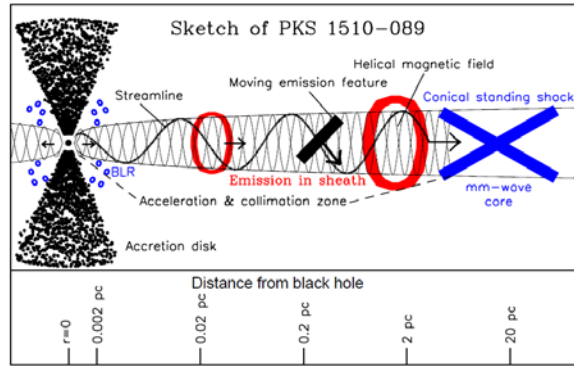 Sketch of PKS 1510-089
Helical magnetic field
Moving emission feature
Streamline
Conical standing shock
BLR
Emission in sheath
mm-wave
core
Acceleration & collimation zone
Accretion disk
Distance from black hole
r=0
0.002 pc
0.02 pc
0.2 pc
2 pc
20 pc